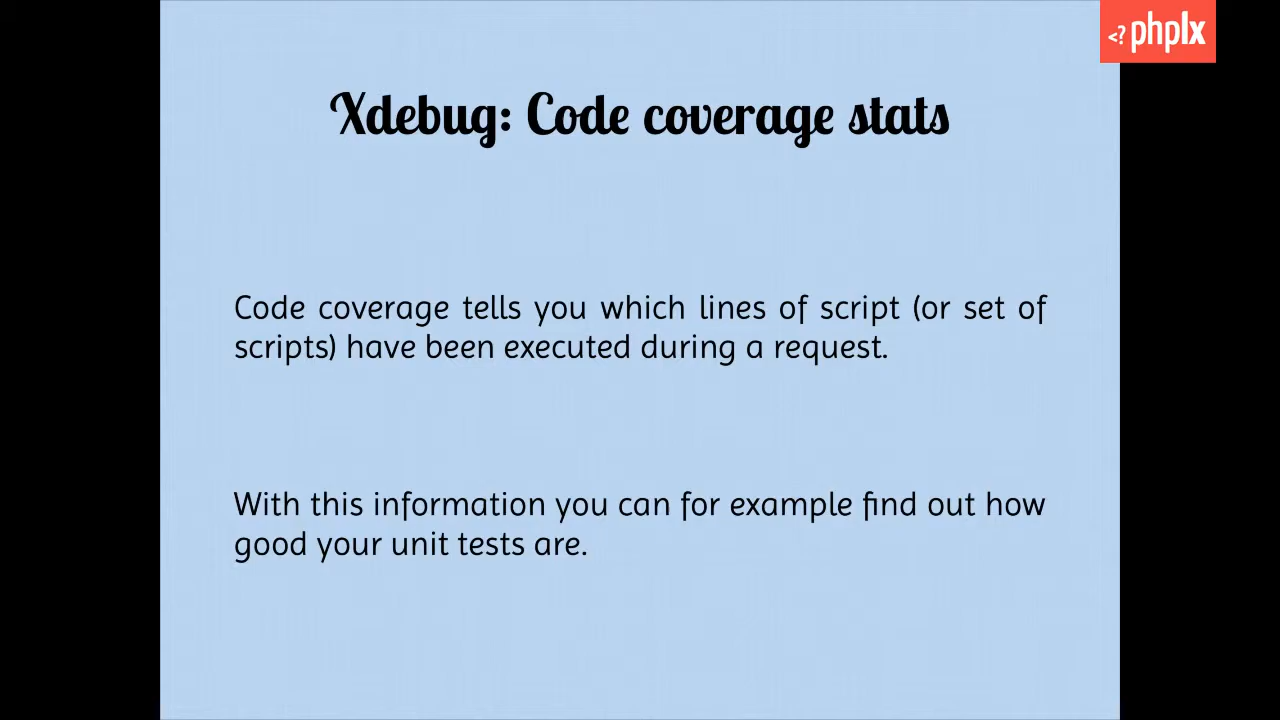 <? phplx
Xdebug: Code coverage stats
Code coverage tells you which lines of script (or set of
scripts) have been executed during a request.
With this information you can for example find out how
good your unit tests are.